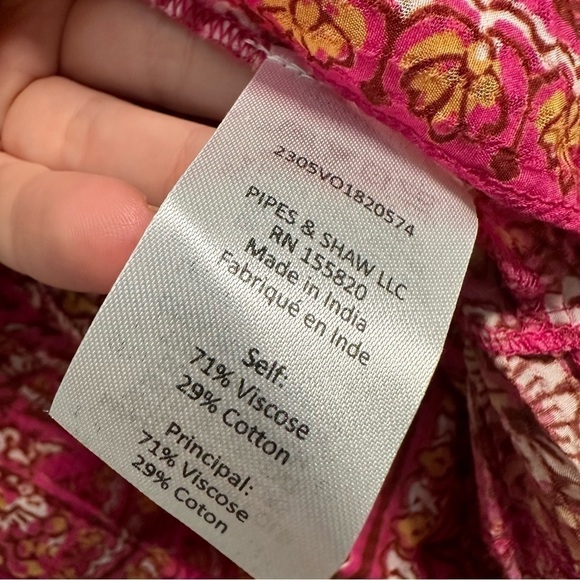 2305VO1820574
PIPES & SHAW LLC
RN 155820
Made in India
Fabriqué en Inde
Self:
71% Viscose
29% Cotton
Principal:
71% Viscose
29% Coton